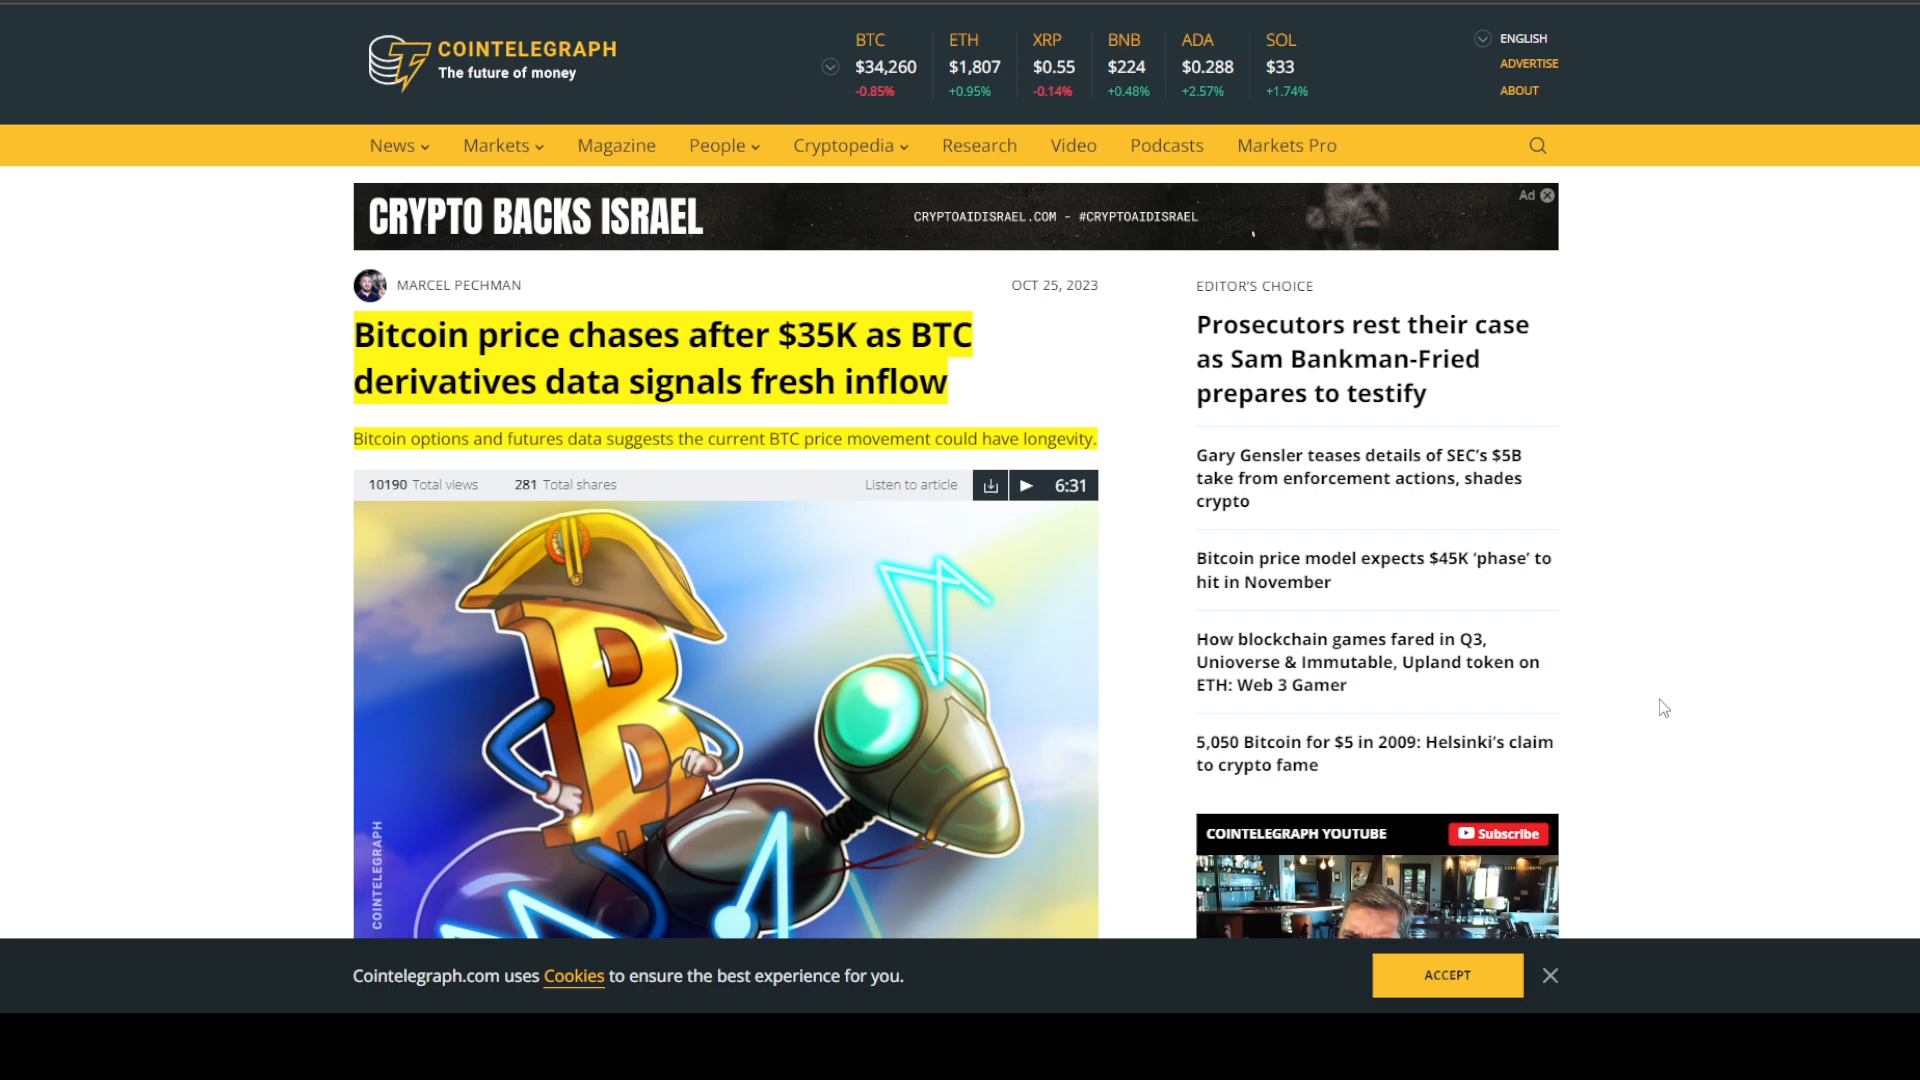 COINTELEGRAPH
The future of money
BTC ETH XRP BNB ADA SOL
$34,260 $1,807 $0.55 $224 $0.288 $33
-0.85% +0.95% -0.14% +0.48% +2.57% +1.74%
ENGLISH
ADVERTISE
ABOUT
News Markets Magazine People Cryptopedia Research Video Podcasts Markets Pro
CRYPTO BACKS ISRAEL
CRYPTOAIDISRAEL.COM - #CRYPTOAIDISRAEL
Ad
MARCEL PECHMAN
OCT 25, 2023
Bitcoin price chases after $35K as BTC
derivatives data signals fresh inflow
Bitcoin options and futures data suggests the current BTC price movement could have longevity.
10190 Total views 281 Total shares
Listen to article
6:31
COINTELEGRAPH
EDITOR'S CHOICE
Prosecutors rest their case
as Sam Bankman-Fried
prepares to testify
Gary Gensler teases details of SEC’s $5B
take from enforcement actions, shades
crypto
Bitcoin price model expects $45K ‘phase’ to
hit in November
How blockchain games fared in Q3,
Unioverse & Immutable, Upland token on
ETH: Web 3 Gamer
5,050 Bitcoin for $5 in 2009: Helsinki’s claim
to crypto fame
COINTELEGRAPH YOUTUBE
Subscribe
Cointelegraph.com uses Cookies to ensure the best experience for you.
ACCEPT